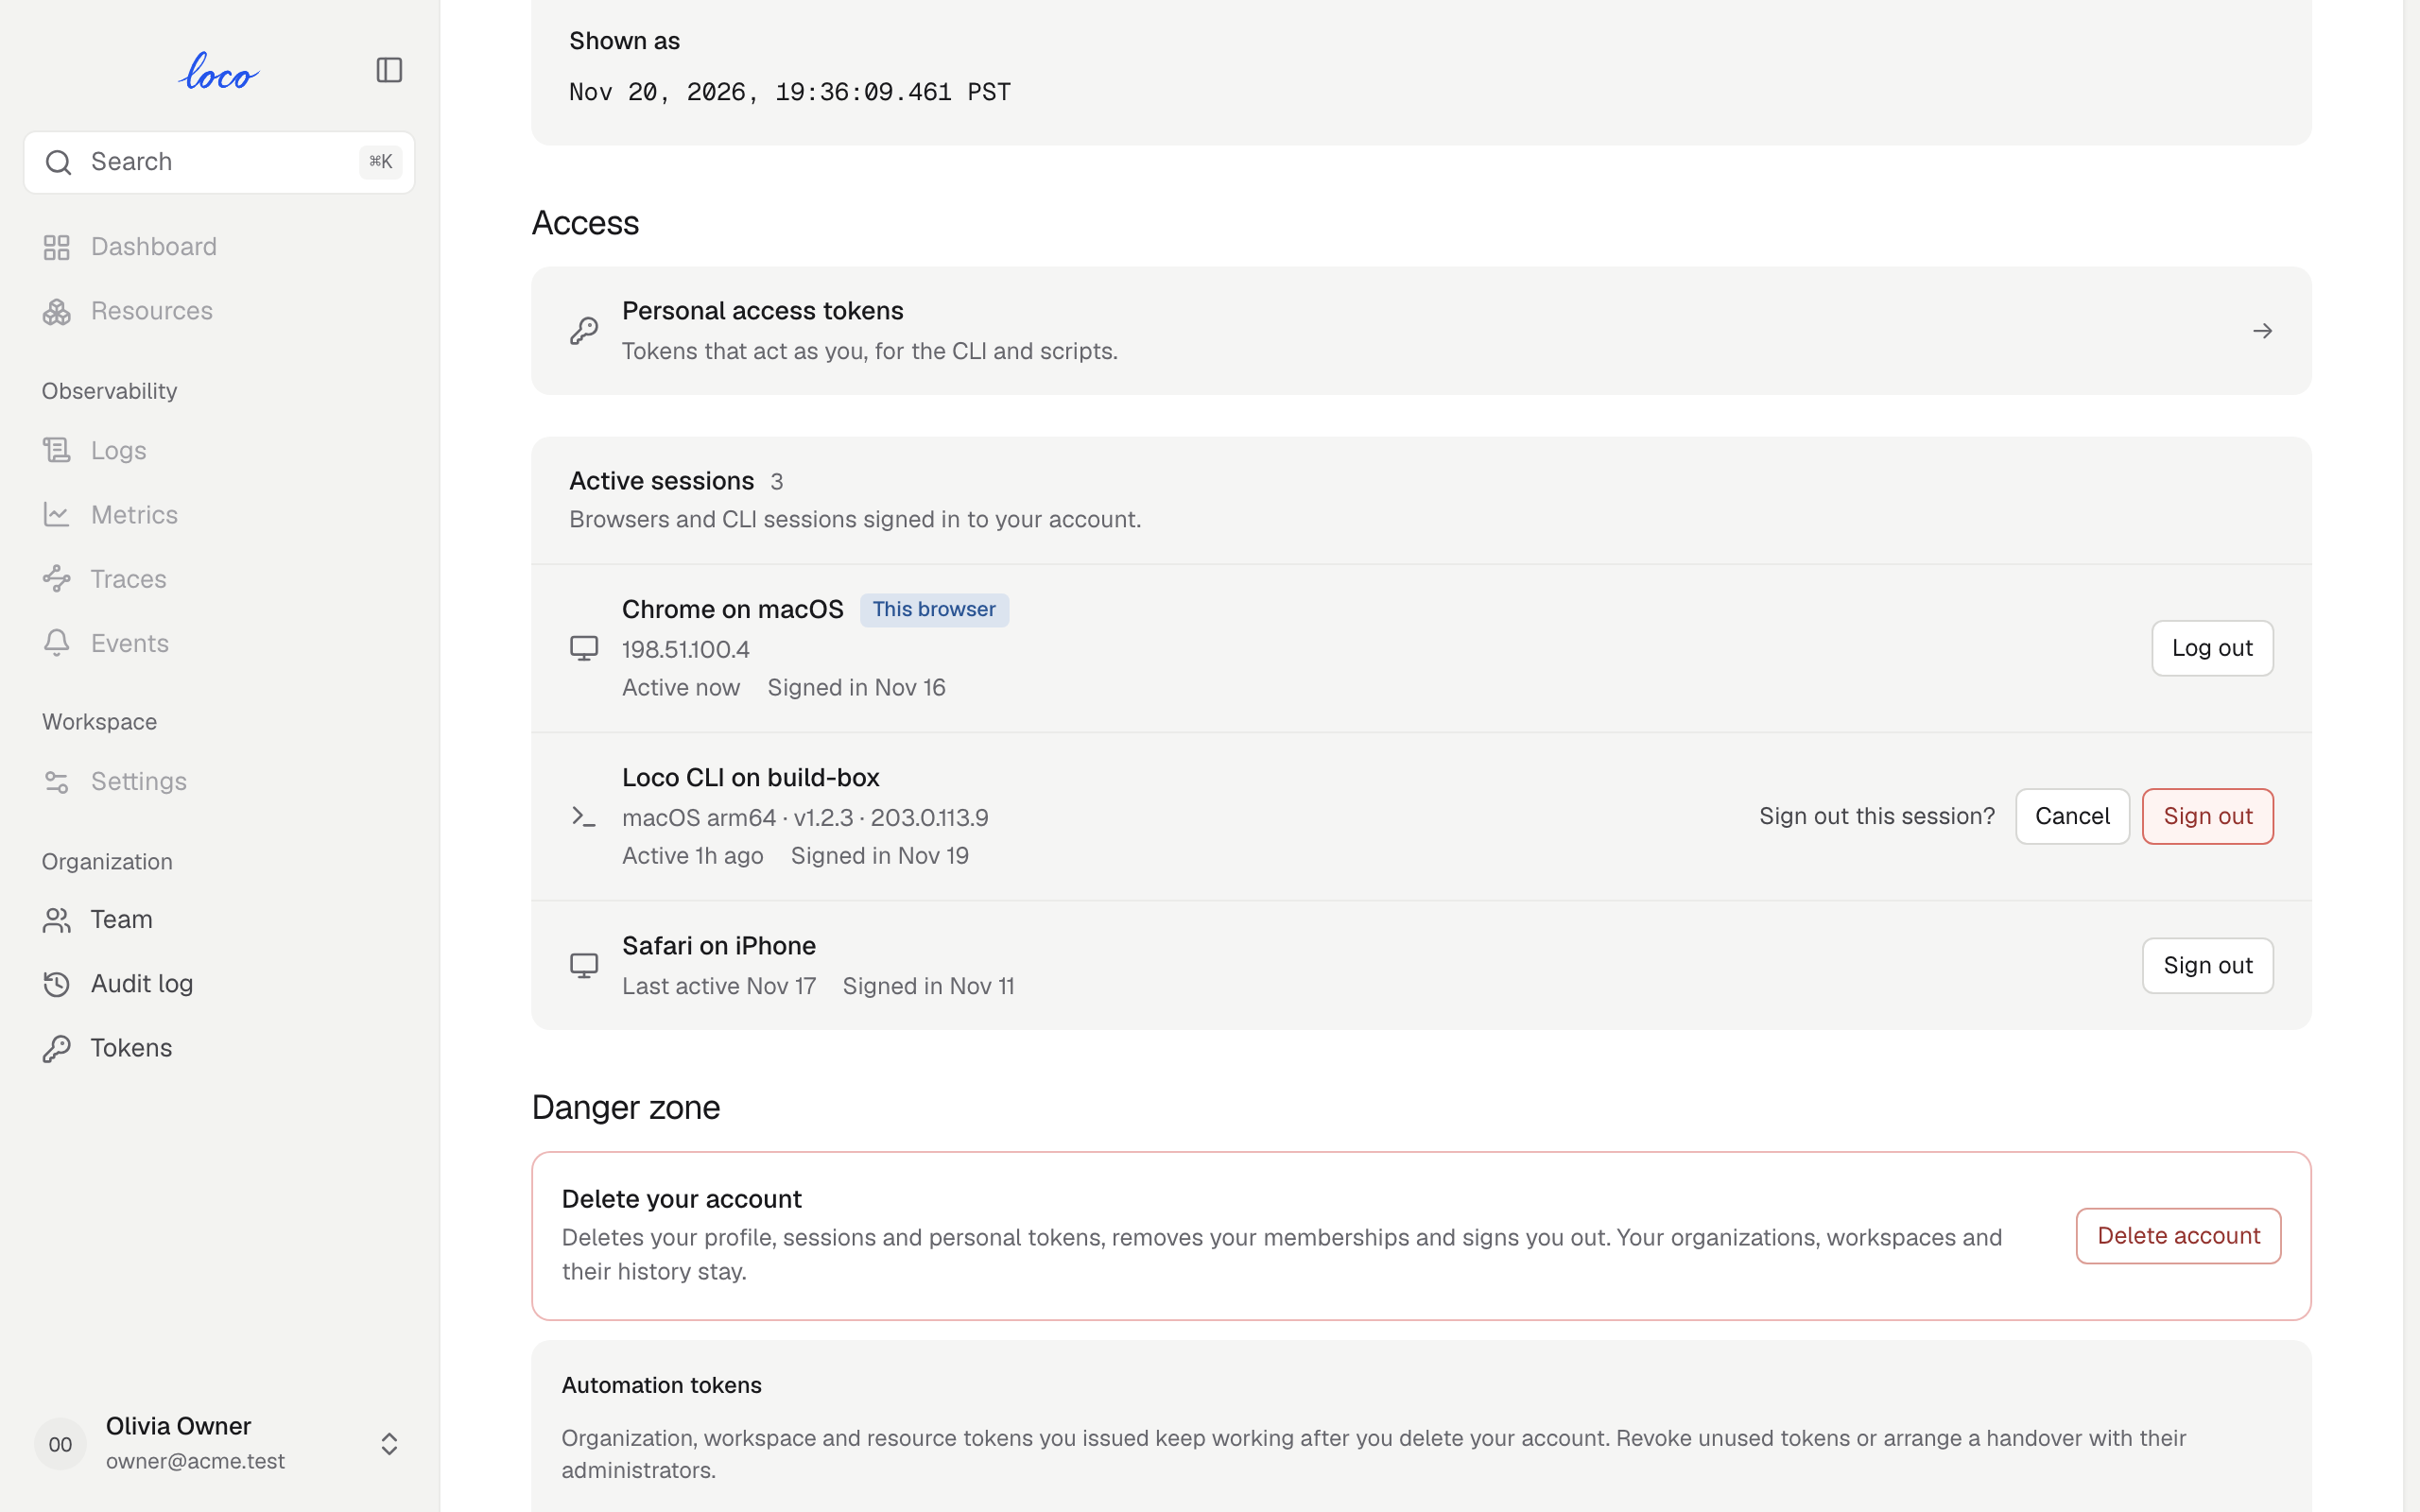 loco
Search
⌘K
Dashboard
Resources
Observability
Logs
Metrics
Traces
Events
Workspace
Settings
Organization
Team
Audit log
Tokens
OO
Olivia Owner
owner@acme.test
Shown as
Nov 20, 2026, 19:36:09.461 PST
Access
Personal access tokens
Tokens that act as you, for the CLI and scripts.
Active sessions 3
Browsers and CLI sessions signed in to your account.
Chrome on macOS This browser
198.51.100.4
Active now Signed in Nov 16
Log out
Loco CLI on build-box
macOS arm64 · v1.2.3 · 203.0.113.9
Active 1h ago Signed in Nov 19
Sign out this session? Cancel Sign out
Safari on iPhone
Last active Nov 17 Signed in Nov 11
Sign out
Danger zone
Delete your account
Deletes your profile, sessions and personal tokens, removes your memberships and signs you out. Your organizations, workspaces and
their history stay.
Delete account
Automation tokens
Organization, workspace and resource tokens you issued keep working after you delete your account. Revoke unused tokens or arrange a handover with their
administrators.